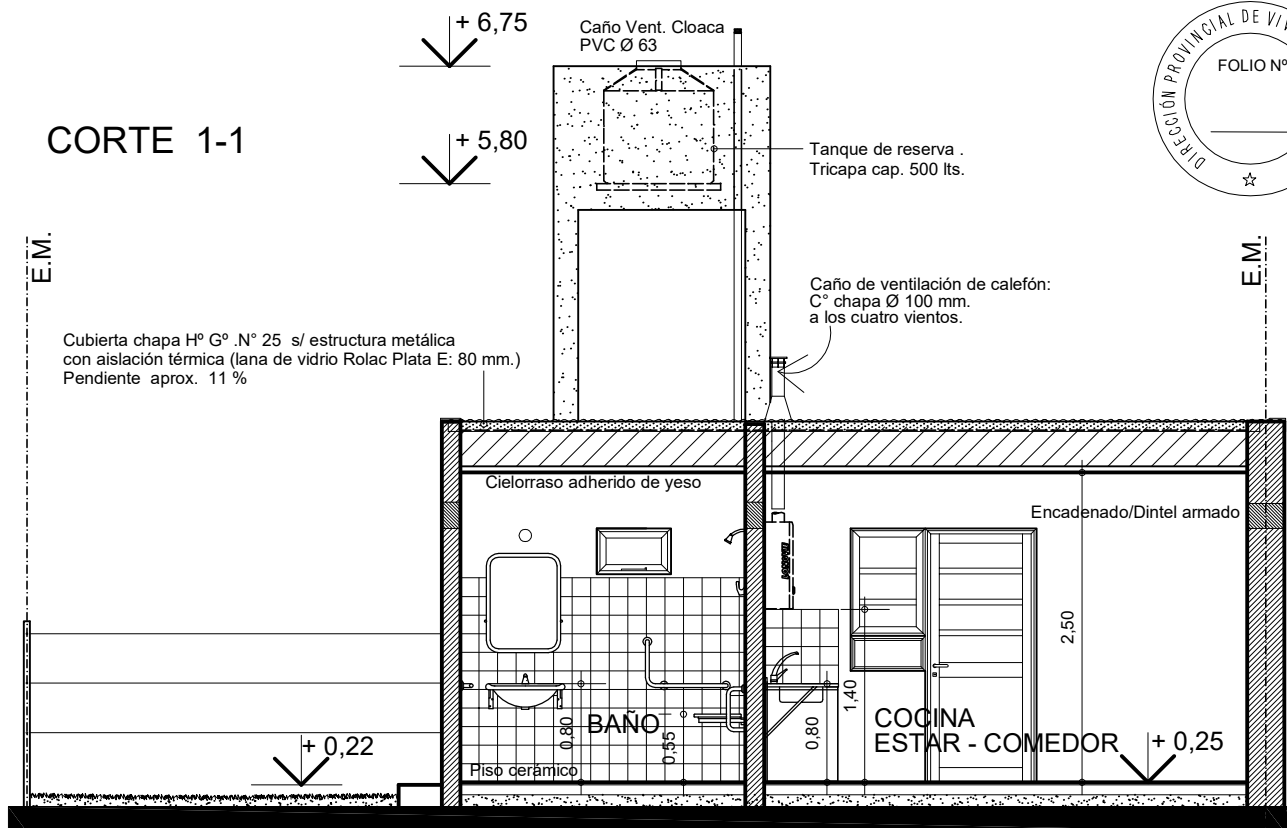 + 6,75
Caño Vent. Cloaca
PVC Ø 63
DIRECCIÓN PROVINCIAL DE
FOLIO Nº
CORTE 1-1
+ 5,80
Tanque de reserva .
Tricapa cap. 500 lts.
E.M.
E.M.
Caño de ventilación de calefón:
C° chapa Ø 100 mm.
a los cuatro vientos.
Cubierta chapa Hº Gº .N° 25 s/ estructura metálica
con aislación térmica (lana de vidrio Rolac Plata E: 80 mm.)
Pendiente aprox. 11 %
Cielorraso adherido de yeso
Encadenado/Dintel armado
2,50
1,40
0,80
BAÑO
0,55
0,80
COCINA
ESTAR - COMEDOR
+ 0,22
+ 0,25
Piso cerámico